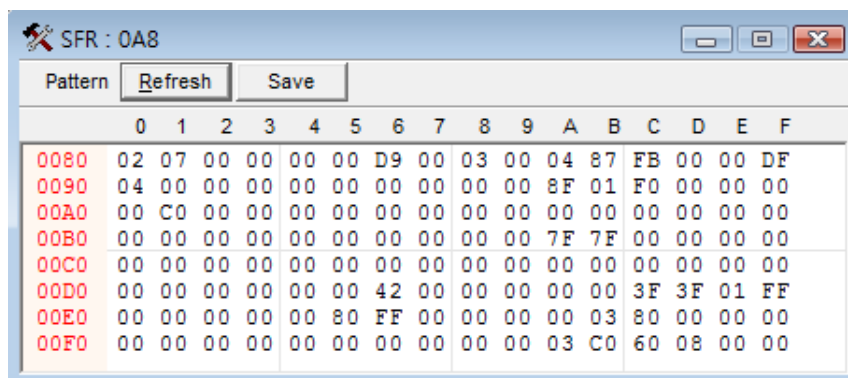 SFR : 0A8
Pattern Refresh Save
0 1 2 3 4 5 6 7 8 9 A B C D E F
0080 02 07 00 00 00 00 D9 00 03 00 04 87 FB 00 00 DF
0090 04 00 00 00 00 00 00 00 00 00 8F 01 F0 00 00 00
00A0 00 C0 00 00 00 00 00 00 00 00 00 00 00 00 00 00
00B0 00 00 00 00 00 00 00 00 00 00 7F 7F 00 00 00 00
00C0 00 00 00 00 00 00 00 00 00 00 00 00 00 00 00 00
00D0 00 00 00 00 00 00 42 00 00 00 00 00 3F 3F 01 FF
00E0 00 00 00 00 00 80 FF 00 00 00 00 03 80 00 00 00
00F0 00 00 00 00 00 00 00 00 00 00 03 C0 60 08 00 00